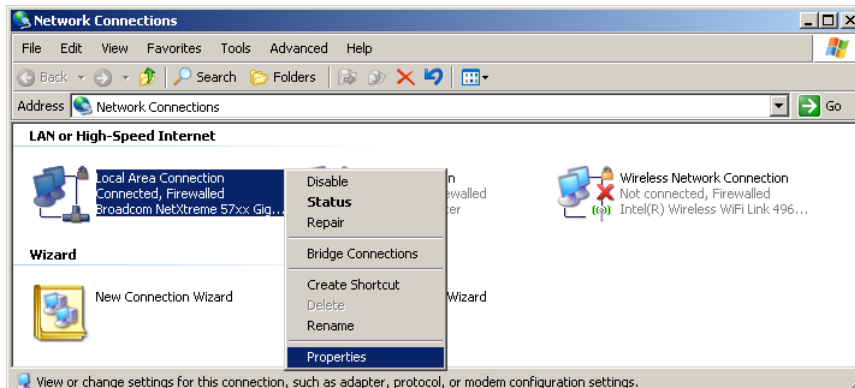 Network Connections
File Edit View Favorites Tools Advanced Help
Back Search Folders
Address Network Connections Go
LAN or High-Speed Internet
Local Area Connection
Connected, Firewalled
Broadcom NetXtreme 57xx Gig...
Disable
Status
Repair
Bridge Connections
Create Shortcut
Delete
Rename
Properties
Wireless Network Connection
Not connected, Firewalled
Intel(R) Wireless WiFi Link 496...
Wizard
New Connection Wizard
Wizard
View or change settings for this connection, such as adapter, protocol, or modem configuration settings.